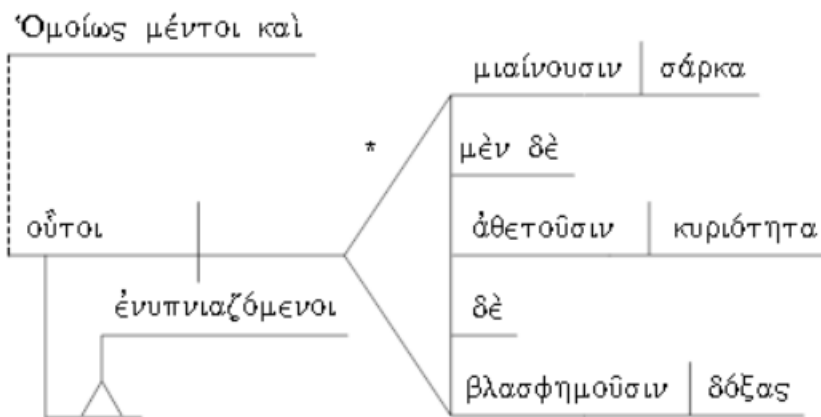 Ὁμοίως μέντοι καὶ
μιαίνουσιν σάρκα
*
μὲν δὲ
οὗτοι
ἀθετοῦσιν κυριότητα
ἐνυπνιαζόμενοι
δὲ
βλασφημοῦσιν δόξας